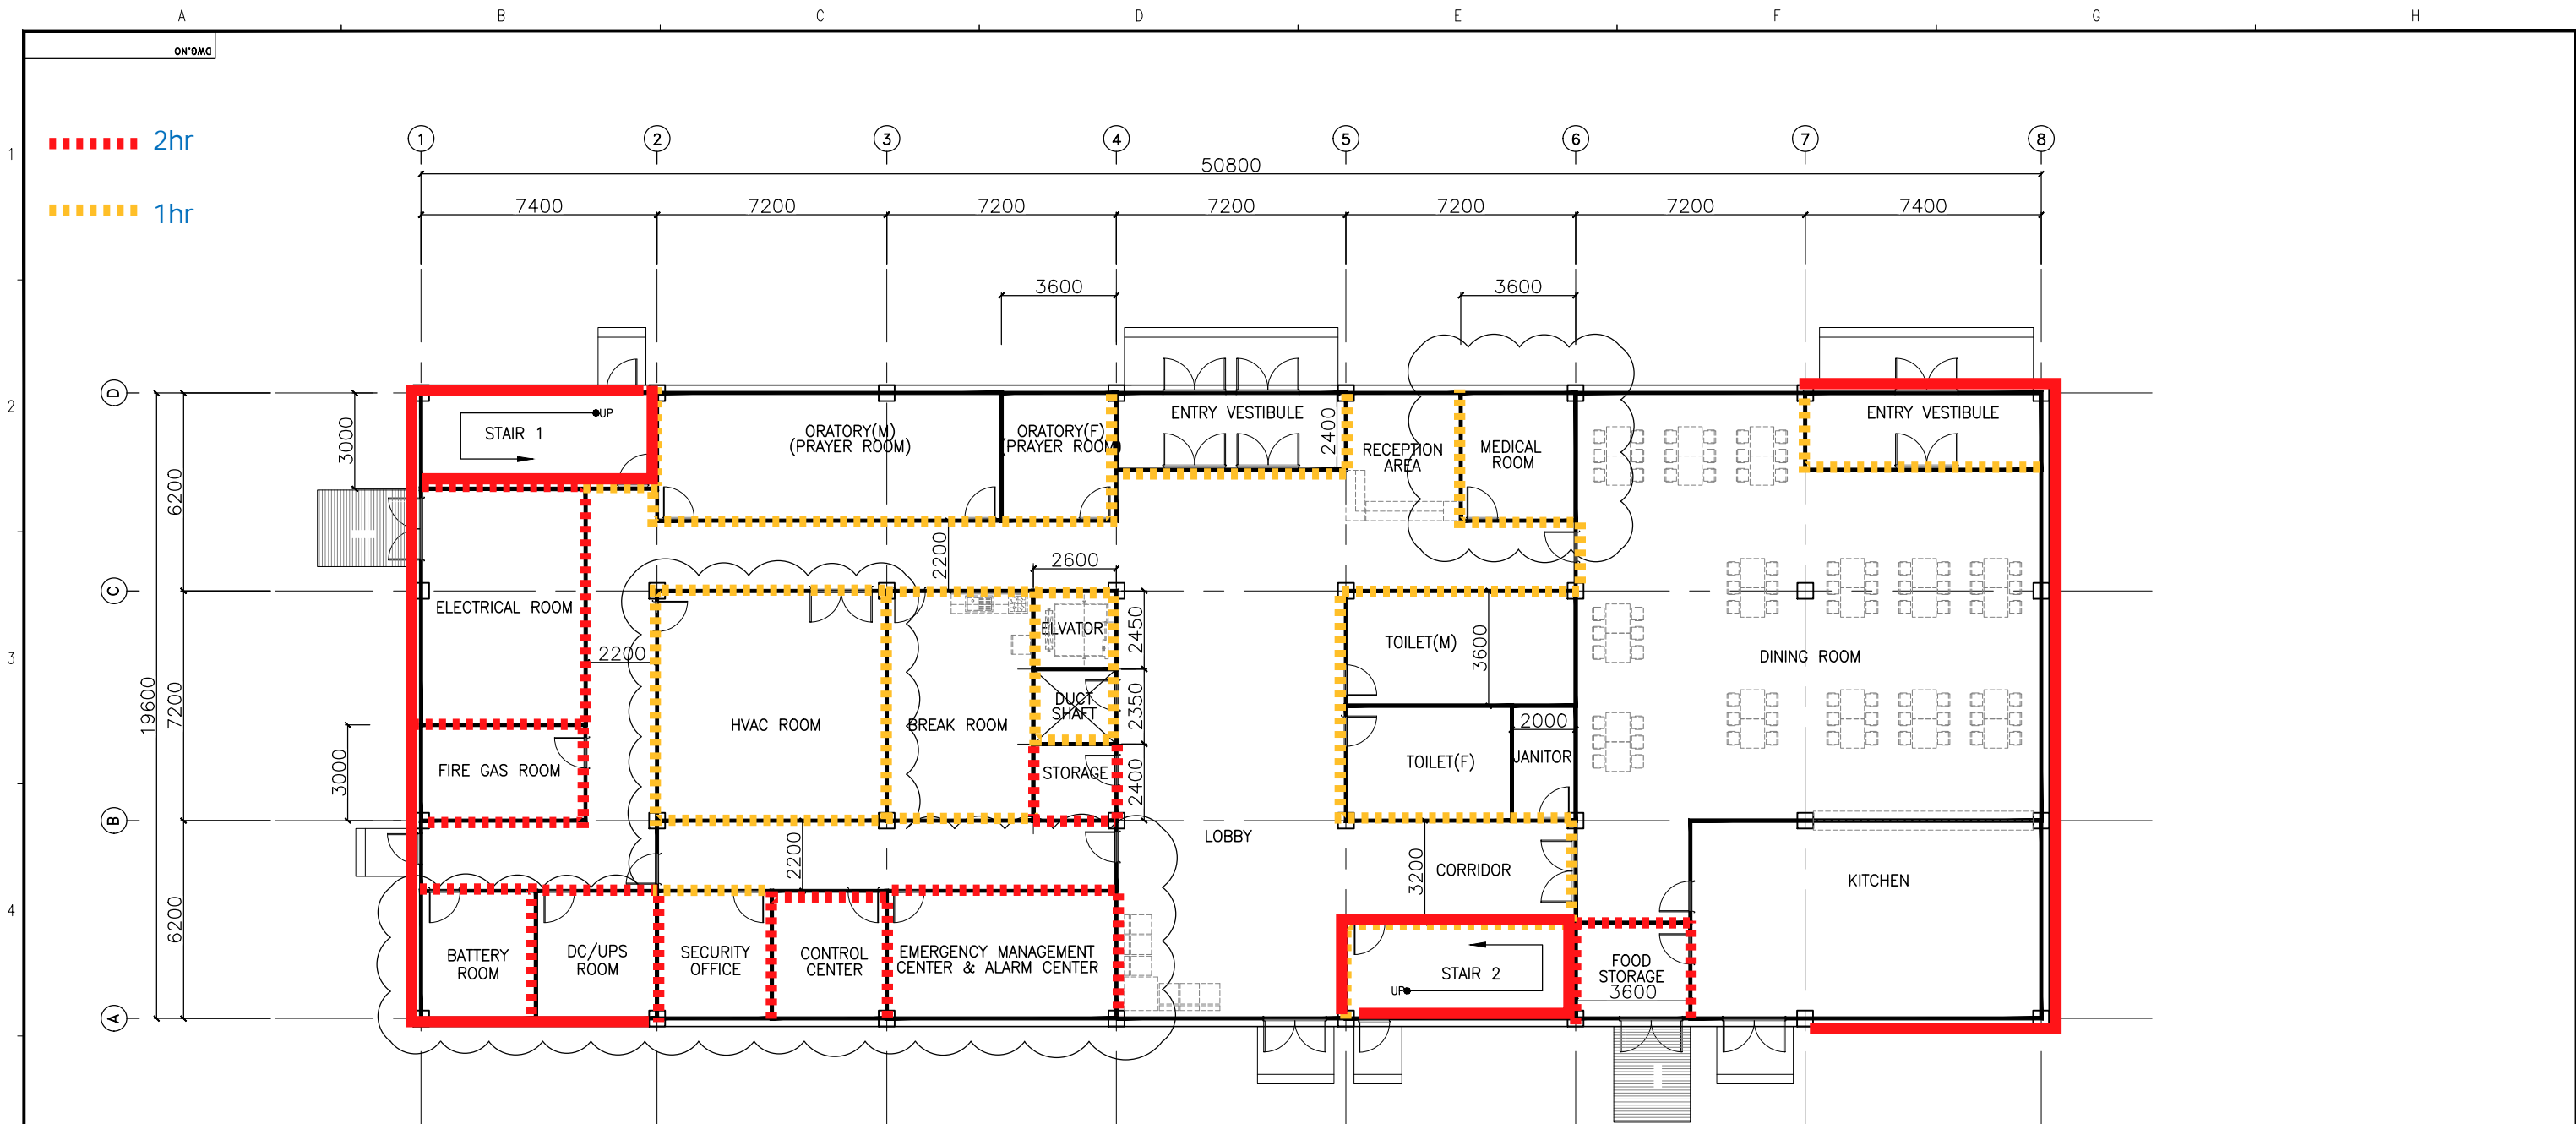 A B C D E F G H
DWG.NO
2hr
1hr
1 2 3 4 5 6 7 8
50800
7400 7200 7200 7200 7200 7200 7400
3600 3600
1
2
3
4
D
C
B
A
19600
6200
7200
6200
3000
3000
UP
STAIR 1
ORATORY(M)
(PRAYER ROOM)
ORATORY(F)
(PRAYER ROOM)
ENTRY VESTIBULE
2400
RECEPTION
AREA
MEDICAL
ROOM
ENTRY VESTIBULE
2200
2600
ELECTRICAL ROOM
2200
ELVATOR
2450
TOILET(M)
3600
DINING ROOM
HVAC ROOM
BREAK ROOM
DUCT
SHAFT
2350
2000
FIRE GAS ROOM
STORAGE
2400
TOILET(F)
JANITOR
2200
LOBBY
3200
CORRIDOR
KITCHEN
BATTERY
ROOM
DC/UPS
ROOM
SECURITY
OFFICE
CONTROL
CENTER
EMERGENCY MANAGEMENT
CENTER & ALARM CENTER
STAIR 2
UP
FOOD
STORAGE
3600